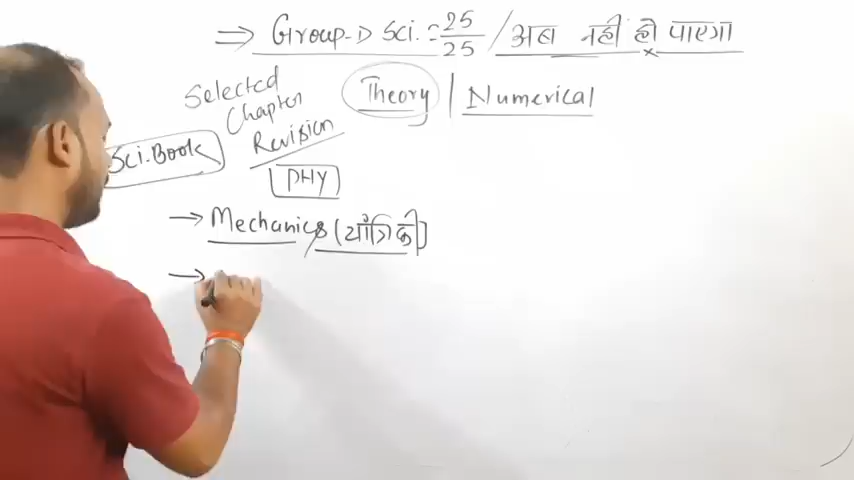 ⇒ Group-D Sci. = 25/25 / अब नहीं हो पाएगा
Selected Chapter Revision
Theory | Numerical
Sci. Book
PHY
→ Mechanics (यांत्रिकी)
→